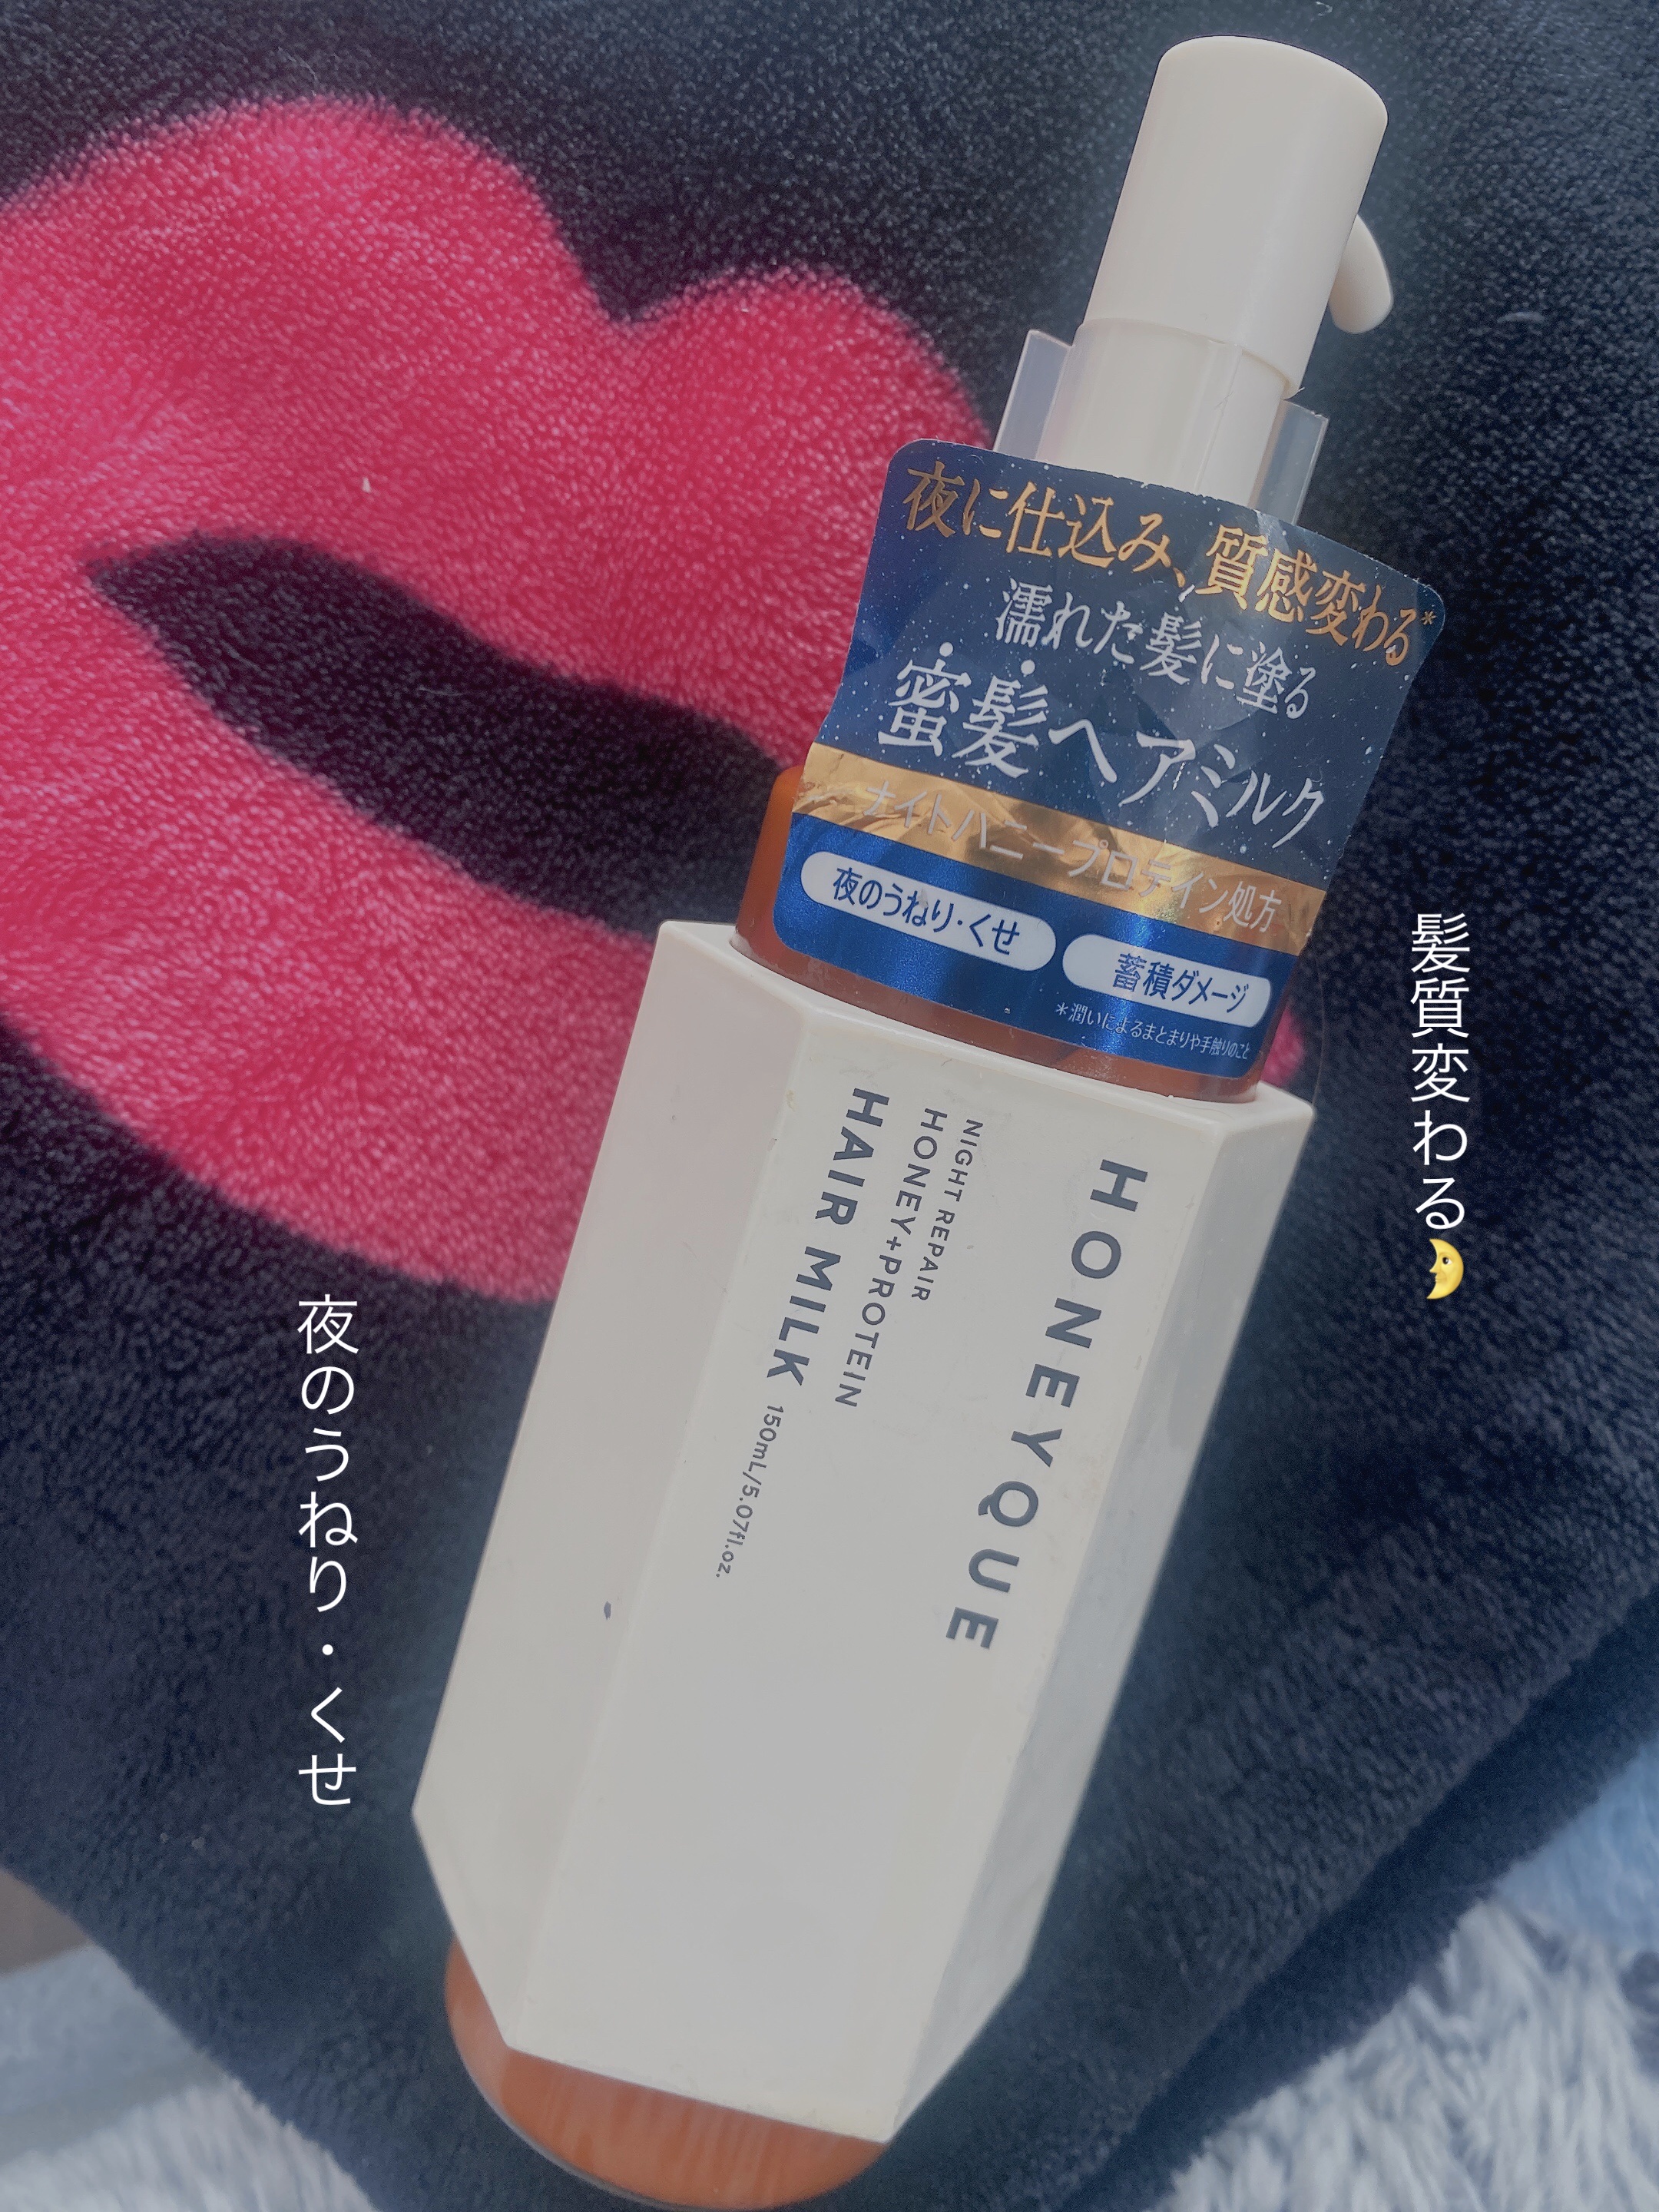 夜に仕込み、質感変わる*
濡れた髪に塗る
蜜髪ヘアミルク
ナイトハニープロテイン処方
夜のうねり・くせ
蓄積ダメージ
*潤いによるまとまりや手触りのこと
HONEYQUE
NIGHT REPAIR
HONEY+PROTEIN
HAIR MILK 150mL/5.07fl.oz.
髪質変わる🌛
夜のうねり・くせ